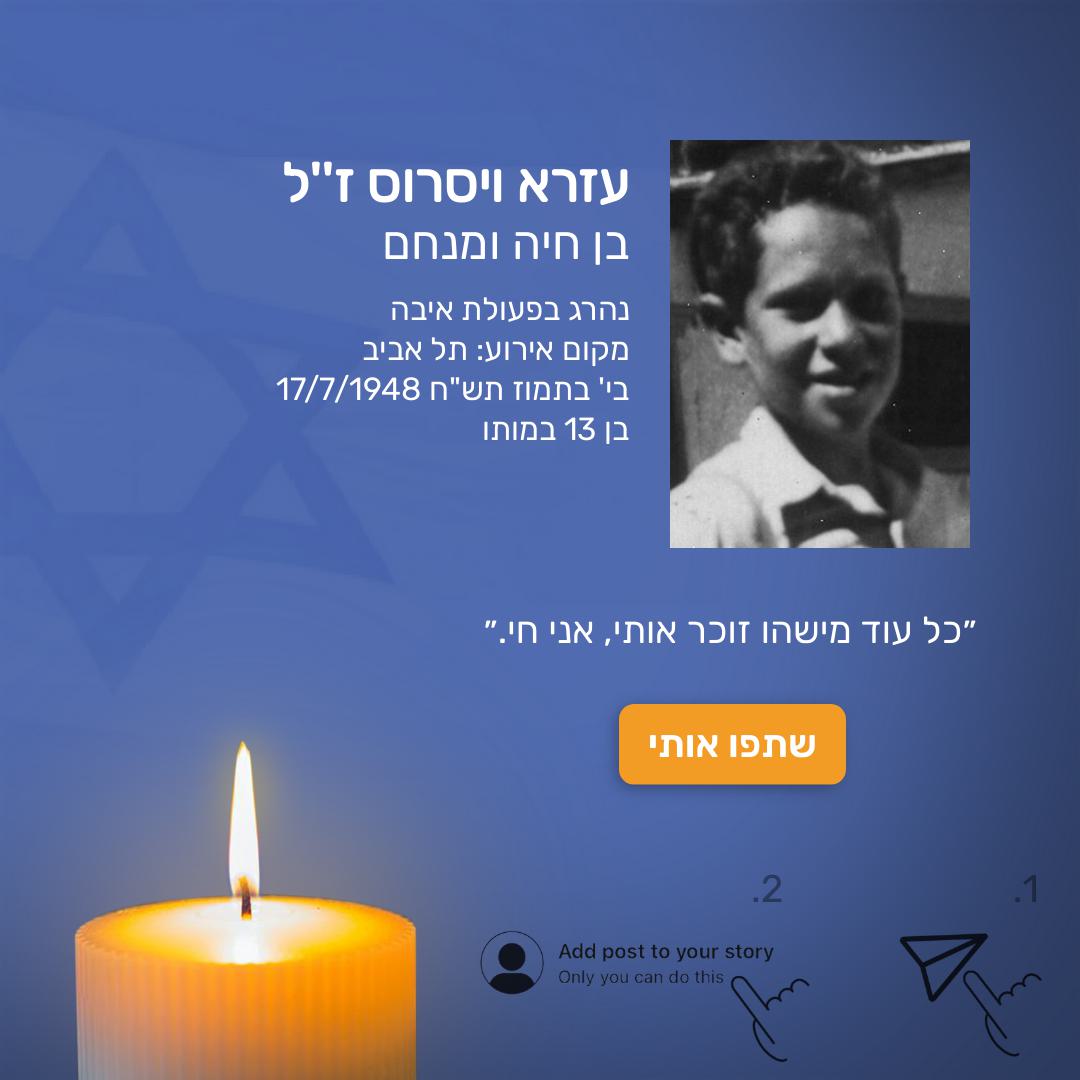 עזרא ויסרוס ז"ל
בן חיה ומנחם
נהרג בפעולת איבה
מקום אירוע: תל אביב
בי' בתמוז תש"ח 17/7/1948
בן 13 במותו
״כל עוד מישהו זוכר אותי, אני חי.״
שתפו אותי
1.
2.
Add post to your story
Only you can do this